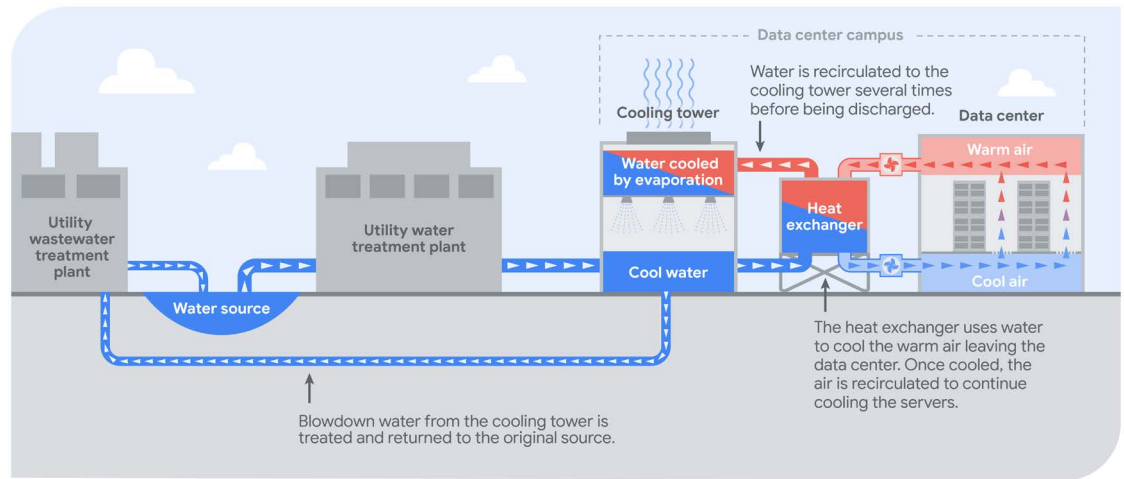 Data center campus
Water is recirculated to the
cooling tower several times
before being discharged.
Cooling tower
Data center
Water cooled
by evaporation
Warm air
Utility
wastewater
treatment
plant
Utility water
treatment plant
Heat
exchanger
Cool water
Cool air
Water source
The heat exchanger uses water
to cool the warm air leaving the
data center. Once cooled, the
air is recirculated to continue
cooling the servers.
Blowdown water from the cooling tower is
treated and returned to the original source.